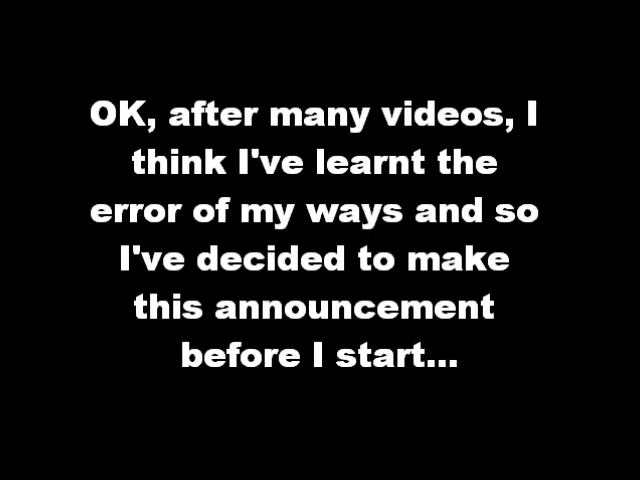 OK, after many videos, I
think I've learnt the
error of my ways and so
I've decided to make
this announcement
before I start...